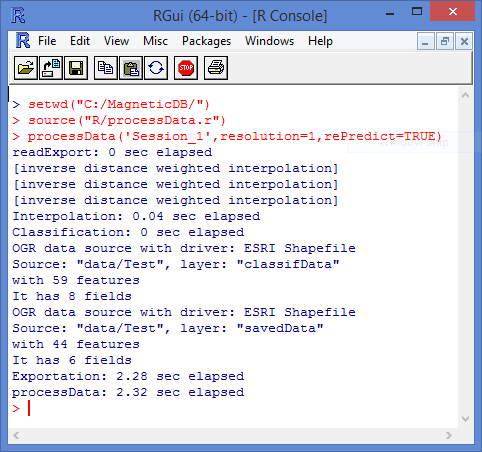 RGui (64-bit) - [R Console]
File Edit View Misc Packages Windows Help
STOP
> setwd("C:/MagneticDB/")
> source("R/processData.r")
> processData('Session_1',resolution=1,rePredict=TRUE)
readExport: 0 sec elapsed
[inverse distance weighted interpolation]
[inverse distance weighted interpolation]
[inverse distance weighted interpolation]
Interpolation: 0.04 sec elapsed
Classification: 0 sec elapsed
OGR data source with driver: ESRI Shapefile
Source: "data/Test", layer: "classifData"
with 59 features
It has 8 fields
OGR data source with driver: ESRI Shapefile
Source: "data/Test", layer: "savedData"
with 44 features
It has 6 fields
Exportation: 2.28 sec elapsed
processData: 2.32 sec elapsed
>